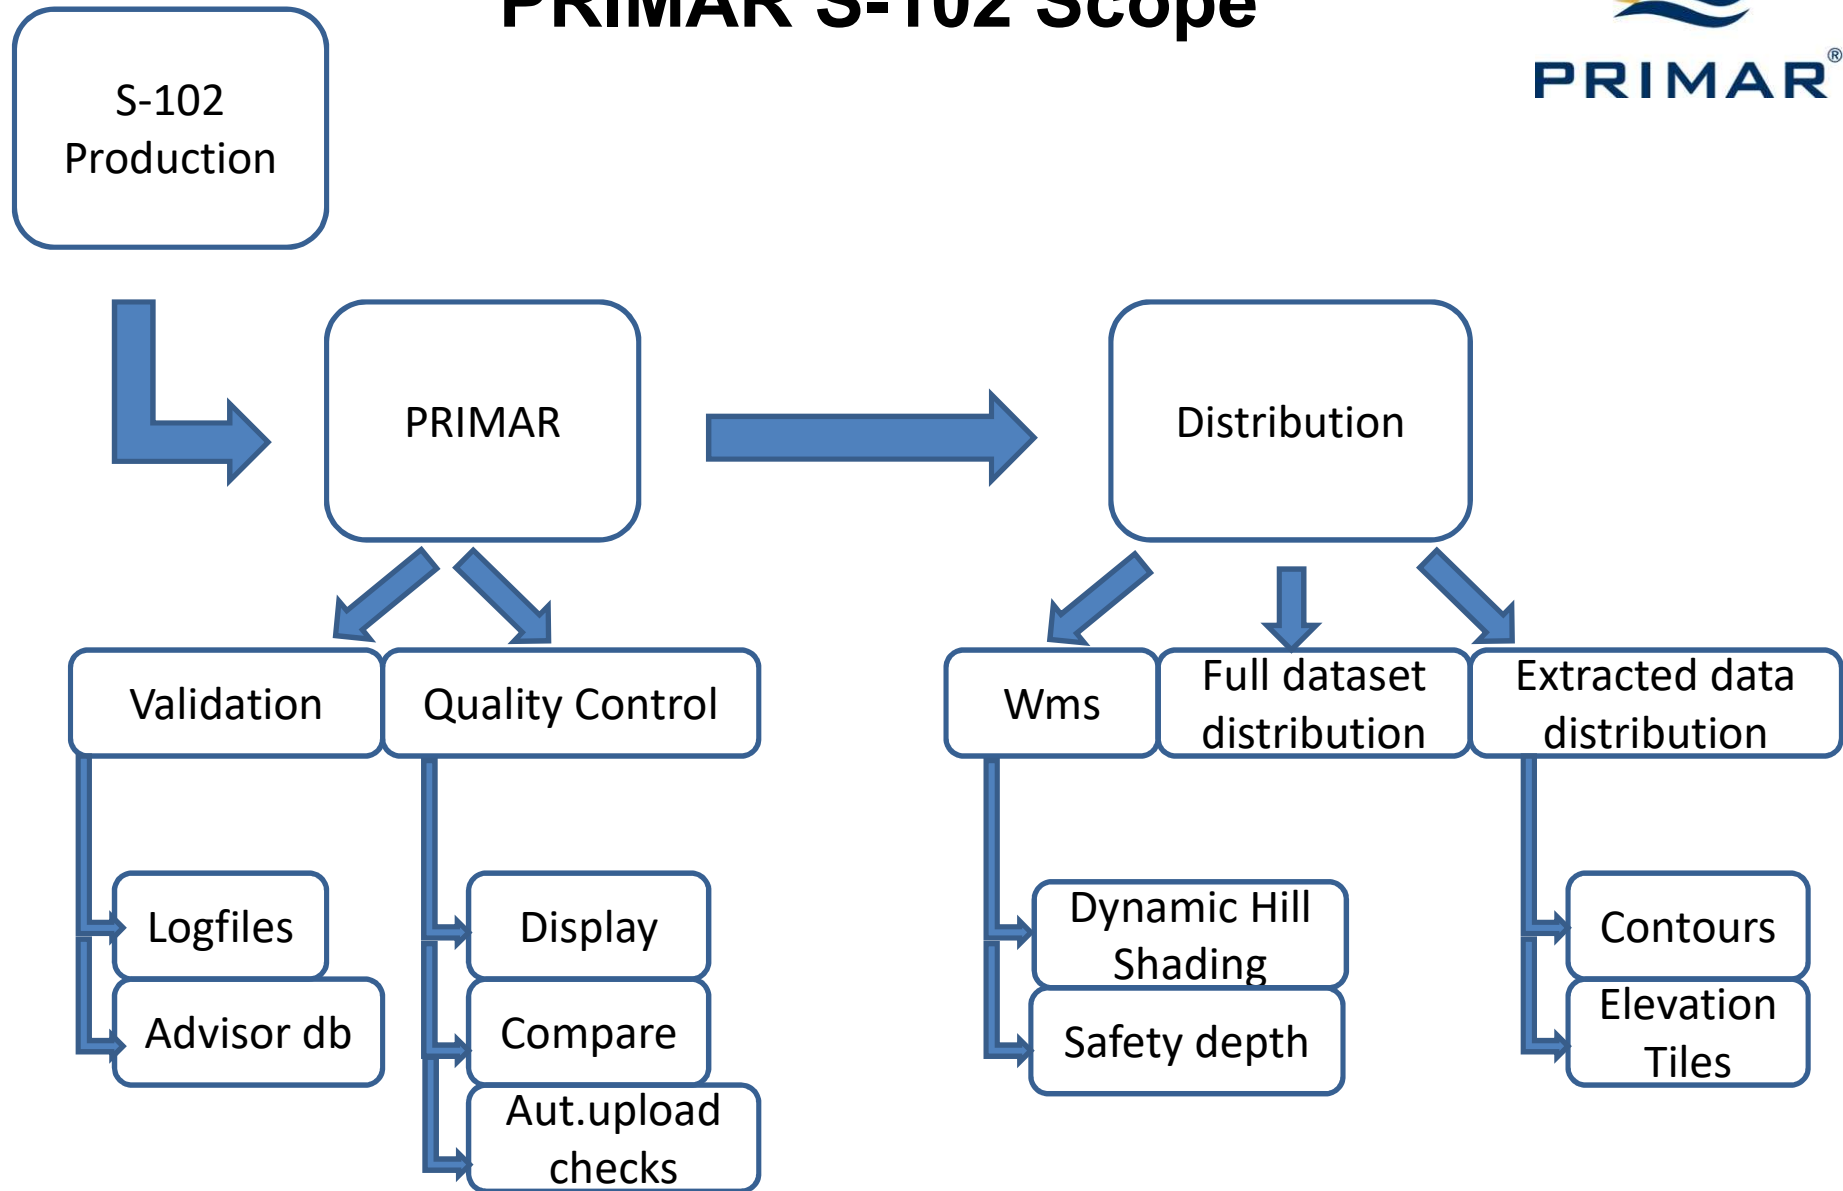 PRIMAR S-102 Scope
PRIMAR®
S-102
Production
PRIMAR
Distribution
Validation
Quality Control
Wms
Full dataset
distribution
Extracted data
distribution
Logfiles
Advisor db
Display
Compare
Aut.upload
checks
Dynamic Hill
Shading
Safety depth
Contours
Elevation
Tiles